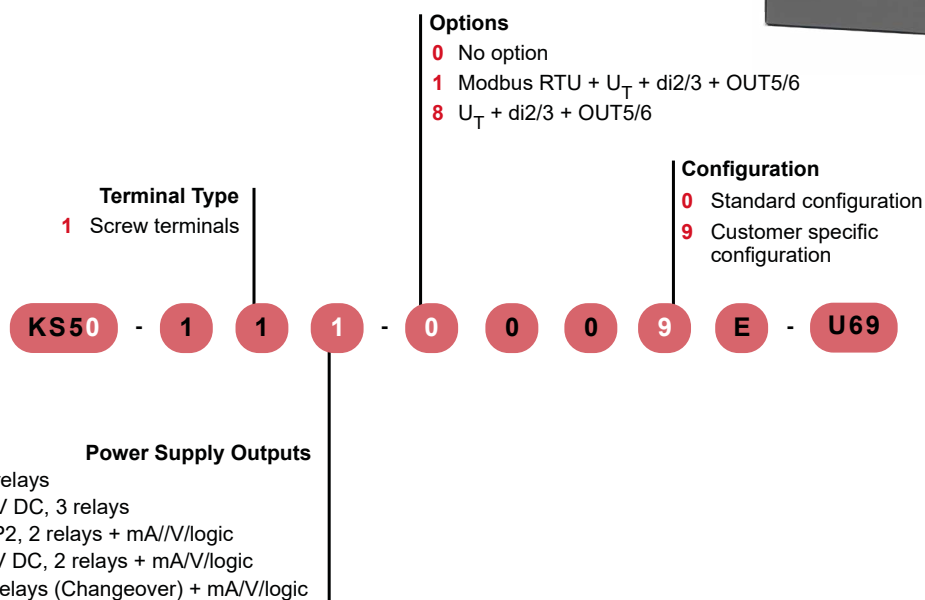 Options
0 No option
1 Modbus RTU + UT + di2/3 + OUT5/6
8 UT + di2/3 + OUT5/6
Configuration
0 Standard configuration
9 Customer specific
configuration
Terminal Type
1 Screw terminals
KS50 - 1 1 1 - 0 0 0 9 E - U69
Power Supply Outputs
relays
V DC, 3 relays
P2, 2 relays + mA//V/logic
V DC, 2 relays + mA/V/logic
elays (Changeover) + mA/V/logic